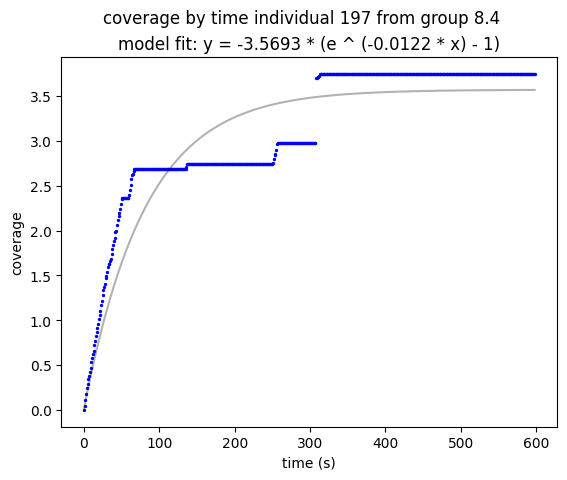 coverage by time individual 197 from group 8.4
model fit: y = -3.5693 * (e ^ (-0.0122 * x) - 1)
3.5
3.0
2.5
2.0
1.5
1.0
0.5
0.0
coverage
0 100 200 300 400 500 600
time (s)